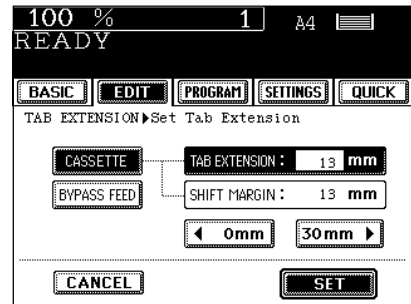 100 % 1 A4
READY
BASIC EDIT PROGRAM SETTINGS QUICK
TAB EXTENSION▶Set Tab Extension
CASSETTE TAB EXTENSION: 13 mm
BYPASS FEED SHIFT MARGIN: 13 mm
◀ 0mm 30mm ▶
CANCEL SET